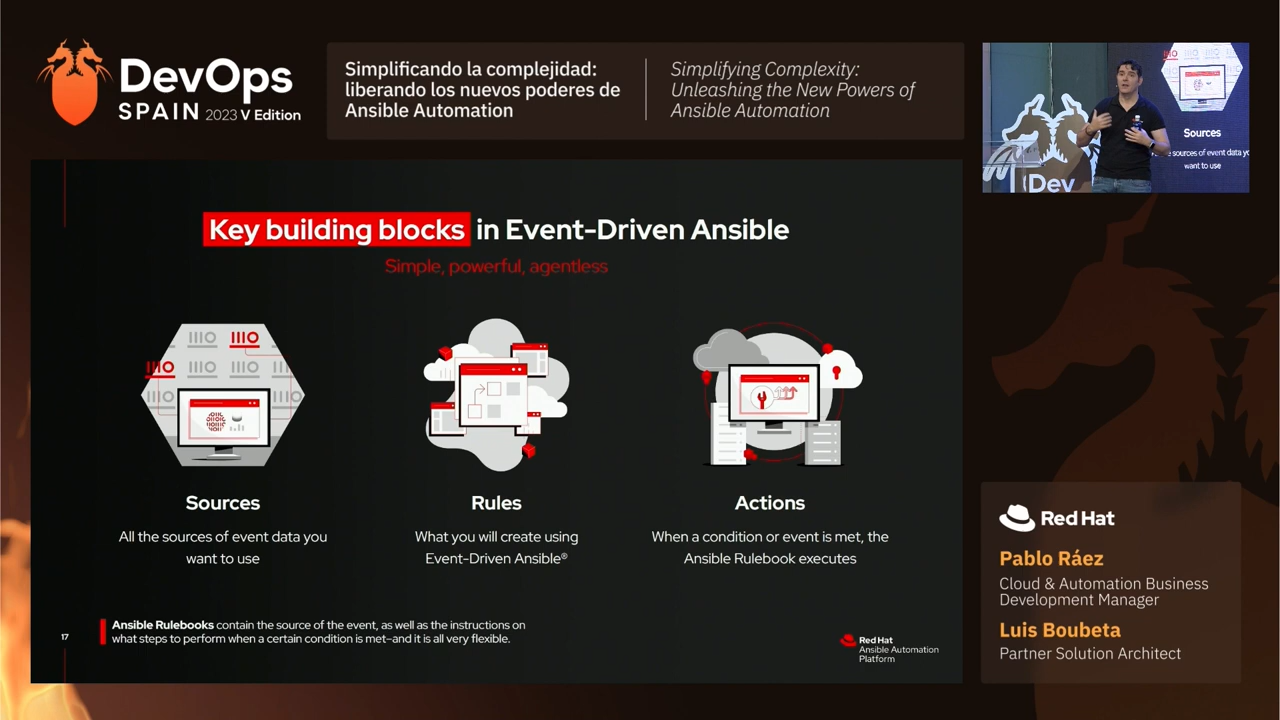 DevOps
SPAIN 2023 V Edition
Simplificando la complejidad:
liberando los nuevos poderes de
Ansible Automation
Simplifying Complexity:
Unleashing the New Powers of
Ansible Automation
Sources
sources of event data yo
want to use
Dev
Key building blocks in Event-Driven Ansible
Simple, powerful, agentless
Sources
All the sources of event data you
want to use
Rules
What you will create using
Event-Driven Ansible®
Actions
When a condition or event is met, the
Ansible Rulebook executes
17
Ansible Rulebooks contain the source of the event, as well as the instructions on
what steps to perform when a certain condition is met–and it is all very flexible.
Red Hat
Ansible Automation
Platform
Red Hat
Pablo Ráez
Cloud & Automation Business
Development Manager
Luis Boubeta
Partner Solution Architect